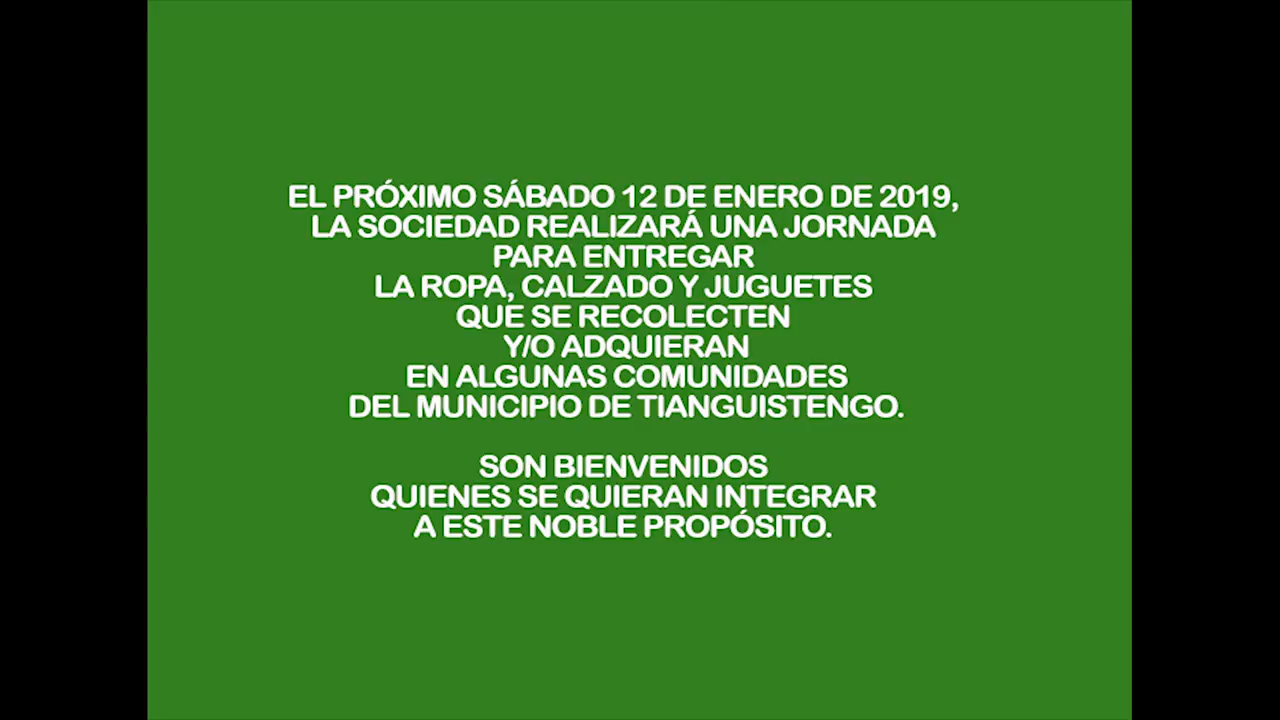 EL PRÓXIMO SÁBADO 12 DE ENERO DE 2019,
LA SOCIEDAD REALIZARÁ UNA JORNADA
PARA ENTREGAR
LA ROPA, CALZADO Y JUGUETES
QUE SE RECOLECTEN
Y/O ADQUIERAN
EN ALGUNAS COMUNIDADES
DEL MUNICIPIO DE TIANGUISTENGO.
SON BIENVENIDOS
QUIENES SE QUIERAN INTEGRAR
A ESTE NOBLE PROPÓSITO.